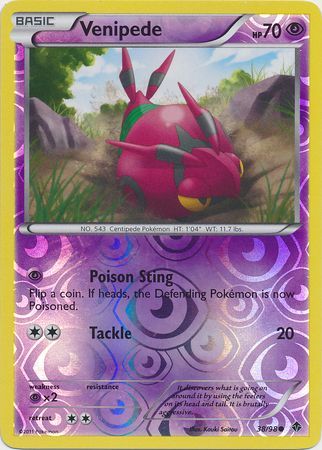 BASIC
Venipede
HP70
NO. 543 Centipede Pokémon HT: 1'04" WT: 11.7 lbs.
Poison Sting
Flip a coin. If heads, the Defending Pokémon is now
Poisoned.
Tackle 20
weakness resistance
×2
retreat
It discovers what is going on
around it by using the feelers
on its head and tail. It is brutally
aggressive.
©2011 Pokémon
Illus. Kouki Saitou
38/98